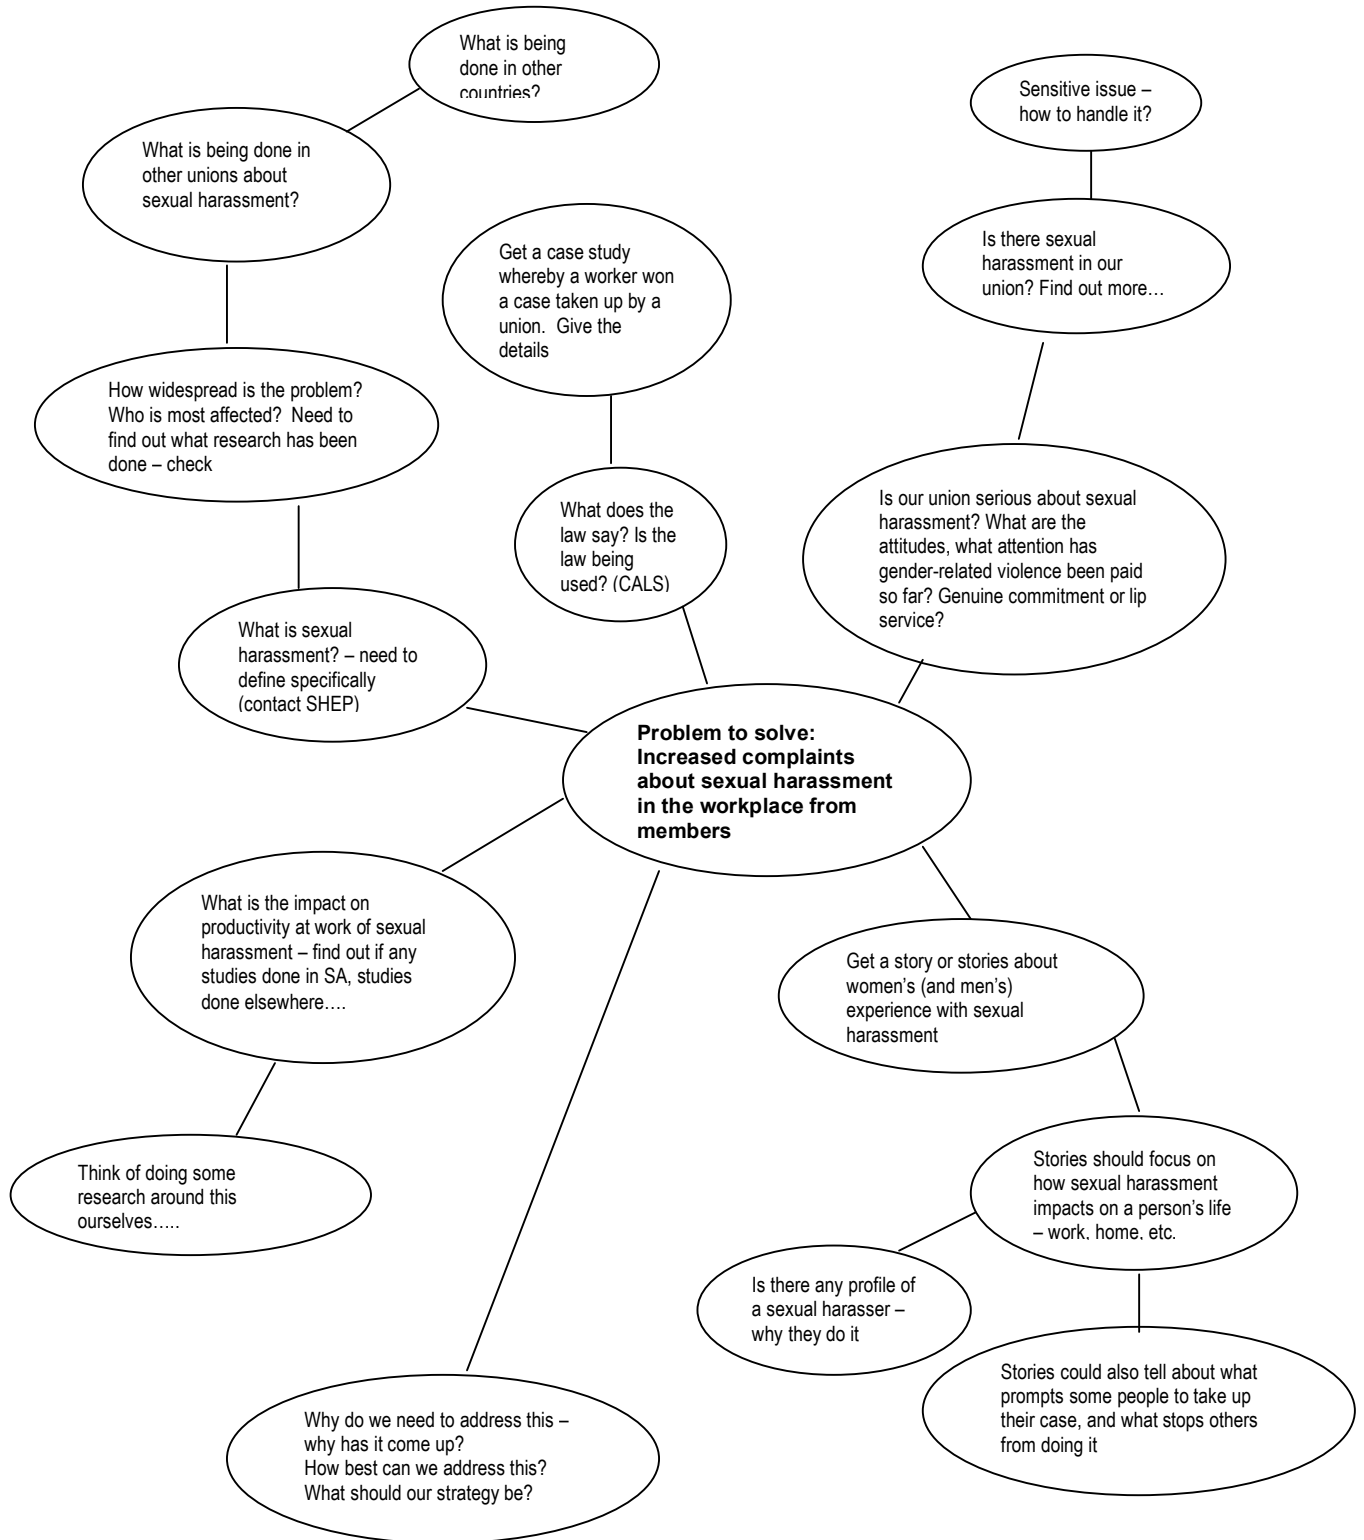 What is being
done in other
countries?
Sensitive issue –
how to handle it?
What is being done in
other unions about
sexual harassment?
Get a case study
whereby a worker won
a case taken up by a
union.  Give the
details
Is there sexual
harassment in our
union? Find out more…
How widespread is the problem?
Who is most affected?  Need to
find out what research has been
done – check
What does the
law say? Is the
law being
used? (CALS)
Is our union serious about sexual
harassment? What are the
attitudes, what attention has
gender-related violence been paid
so far? Genuine commitment or lip
service?
What is sexual
harassment? – need to
define specifically
(contact SHEP)
Problem to solve:
Increased complaints
about sexual harassment
in the workplace from
members
What is the impact on
productivity at work of sexual
harassment – find out if any
studies done in SA, studies
done elsewhere….
Get a story or stories about
women’s (and men’s)
experience with sexual
harassment
Think of doing some
research around this
ourselves…..
Stories should focus on
how sexual harassment
impacts on a person’s life
– work, home, etc.
Is there any profile of
a sexual harasser –
why they do it
Stories could also tell about what
prompts some people to take up
their case, and what stops others
from doing it
Why do we need to address this –
why has it come up?
How best can we address this?
What should our strategy be?